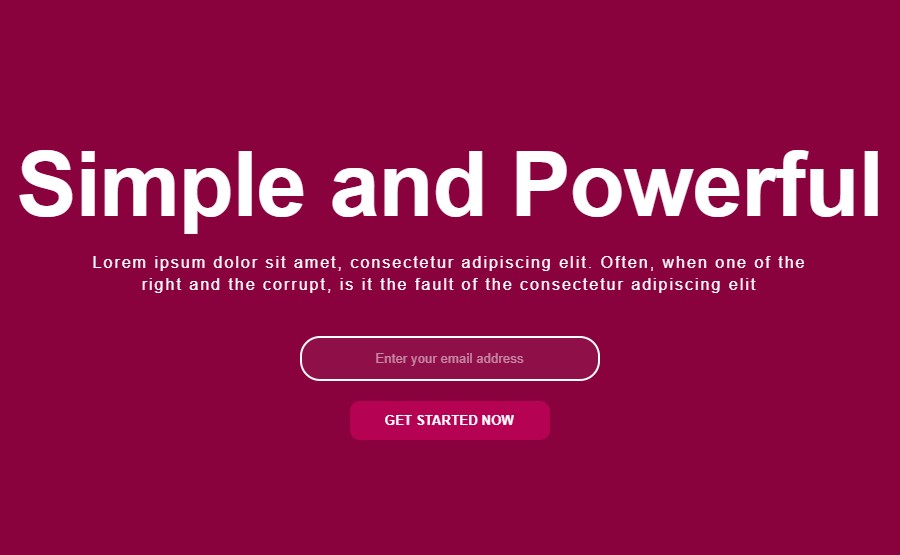 Simple and Powerful
Lorem ipsum dolor sit amet, consectetur adipiscing elit. Often, when one of the
right and the corrupt, is it the fault of the consectetur adipiscing elit
Enter your email address
GET STARTED NOW